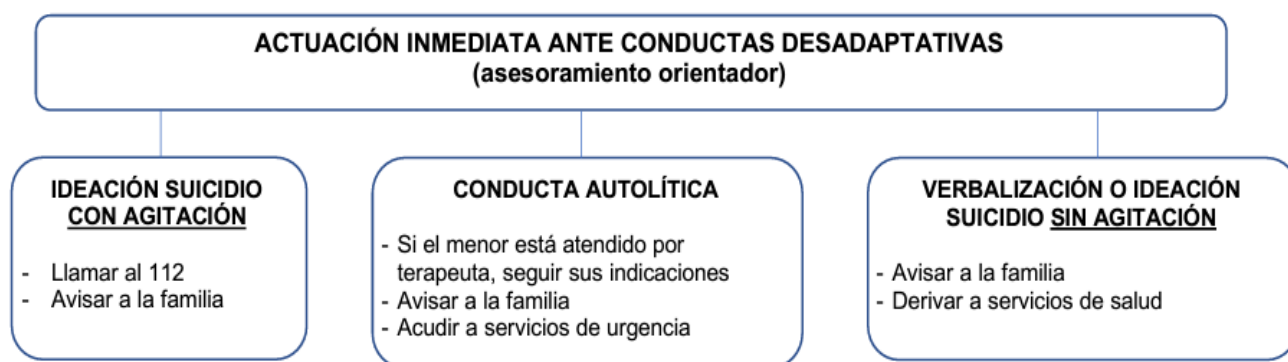 ACTUACIÓN INMEDIATA ANTE CONDUCTAS DESADAPTATIVAS
(asesoramiento orientador)
IDEACIÓN SUICIDIO
CON AGITACIÓN
- Llamar al 112
- Avisar a la familia
CONDUCTA AUTOLÍTICA
- Si el menor está atendido por
terapeuta, seguir sus indicaciones
- Avisar a la familia
- Acudir a servicios de urgencia
VERBALIZACIÓN O IDEACIÓN
SUICIDIO SIN AGITACIÓN
- Avisar a la familia
- Derivar a servicios de salud